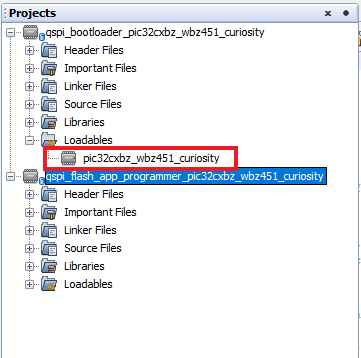 Projects
qspi_bootloader_pic32cxbz_wbz451_curiosity
Header Files
Important Files
Linker Files
Source Files
Libraries
Loadables
pic32cxbz_wbz451_curiosity
qspi_flash_app_programmer_pic32cxbz_wbz451_curiosity
Header Files
Important Files
Linker Files
Source Files
Libraries
Loadables